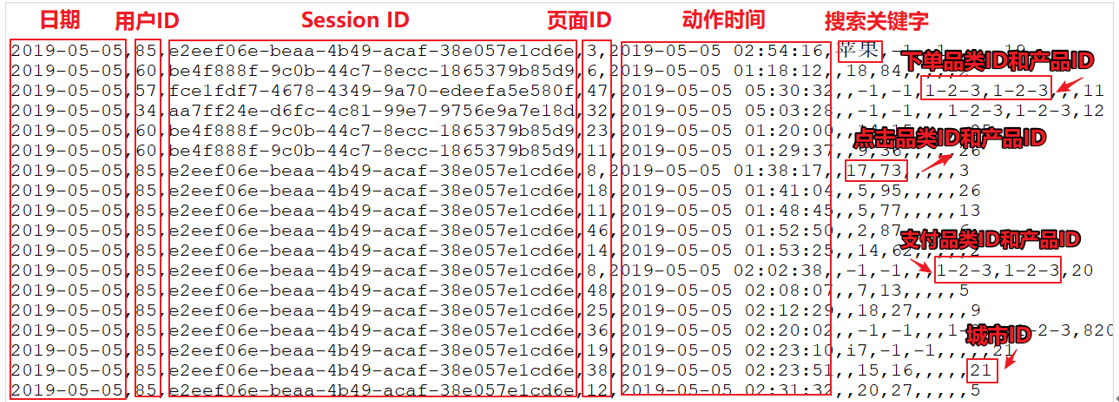 日期 用户ID Session ID 页面ID 动作时间 搜索关键字
2019-05-05,85,e2eef06e-beaa-4b49-acaf-38e057e1cd6e,3,2019-05-05 02:54:16,苹果,-1,-1,,,,,19
下单品类ID和产品ID
2019-05-05,60,be4f888f-9c0b-44c7-8ecc-1865379b85d9,6,2019-05-05 01:18:12,,18,84,,,,,
2019-05-05,57,fce1fdf7-4678-4349-9a70-edeefa5e580f,47,2019-05-05 05:30:32,,-1,-1,1-2-3,1-2-3,,,11
2019-05-05,34,aa7ff24e-d6fc-4c81-99e7-9756e9a7e18d,32,2019-05-05 05:03:28,,-1,-1,,,1-2-3,1-2-3,12
2019-05-05,60,be4f888f-9c0b-44c7-8ecc-1865379b85d9,23,2019-05-05 01:20:00,
点击品类ID和产品ID
2019-05-05,60,be4f888f-9c0b-44c7-8ecc-1865379b85d9,11,2019-05-05 01:29:37,,9,36,,,,,26
2019-05-05,85,e2eef06e-beaa-4b49-acaf-38e057e1cd6e,8,2019-05-05 01:38:17,,17,73,,,,,3
2019-05-05,85,e2eef06e-beaa-4b49-acaf-38e057e1cd6e,18,2019-05-05 01:41:04,,5,95,,,,,26
2019-05-05,85,e2eef06e-beaa-4b49-acaf-38e057e1cd6e,11,2019-05-05 01:48:45,,5,77,,,,,13
2019-05-05,85,e2eef06e-beaa-4b49-acaf-38e057e1cd6e,46,2019-05-05 01:52:50,,2,87,
支付品类ID和产品ID
2019-05-05,85,e2eef06e-beaa-4b49-acaf-38e057e1cd6e,14,2019-05-05 01:53:25,,14,62,,,,,2
2019-05-05,85,e2eef06e-beaa-4b49-acaf-38e057e1cd6e,8,2019-05-05 02:02:38,,-1,-1,,,1-2-3,1-2-3,20
2019-05-05,85,e2eef06e-beaa-4b49-acaf-38e057e1cd6e,48,2019-05-05 02:08:07,,7,13,,,,,5
2019-05-05,85,e2eef06e-beaa-4b49-acaf-38e057e1cd6e,25,2019-05-05 02:12:29,,18,27,,,,,9
2019-05-05,85,e2eef06e-beaa-4b49-acaf-38e057e1cd6e,36,2019-05-05 02:20:02,,-1,-1,,,1-2-3,820
城市ID
2019-05-05,85,e2eef06e-beaa-4b49-acaf-38e057e1cd6e,19,2019-05-05 02:23:10,i7,-1,-1,,,,,21
2019-05-05,85,e2eef06e-beaa-4b49-acaf-38e057e1cd6e,38,2019-05-05 02:23:51,,15,16,,,,,21
2019-05-05,85,e2eef06e-beaa-4b49-acaf-38e057e1cd6e,12,2019-05-05 02:31:32,,20,27,,,,,5